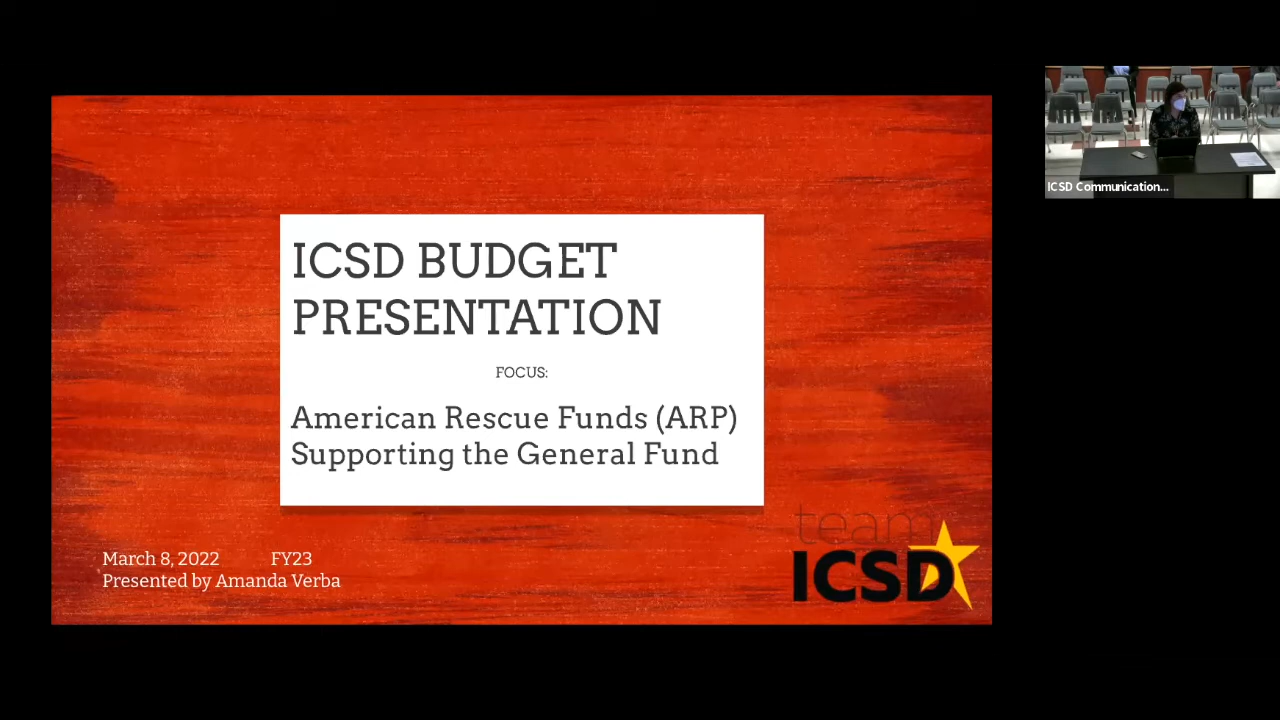 ICSD BUDGET
PRESENTATION
FOCUS:
American Rescue Funds (ARP)
Supporting the General Fund
March 8, 2022 FY23
Presented by Amanda Verba
team
ICSD
ICSD Communication...